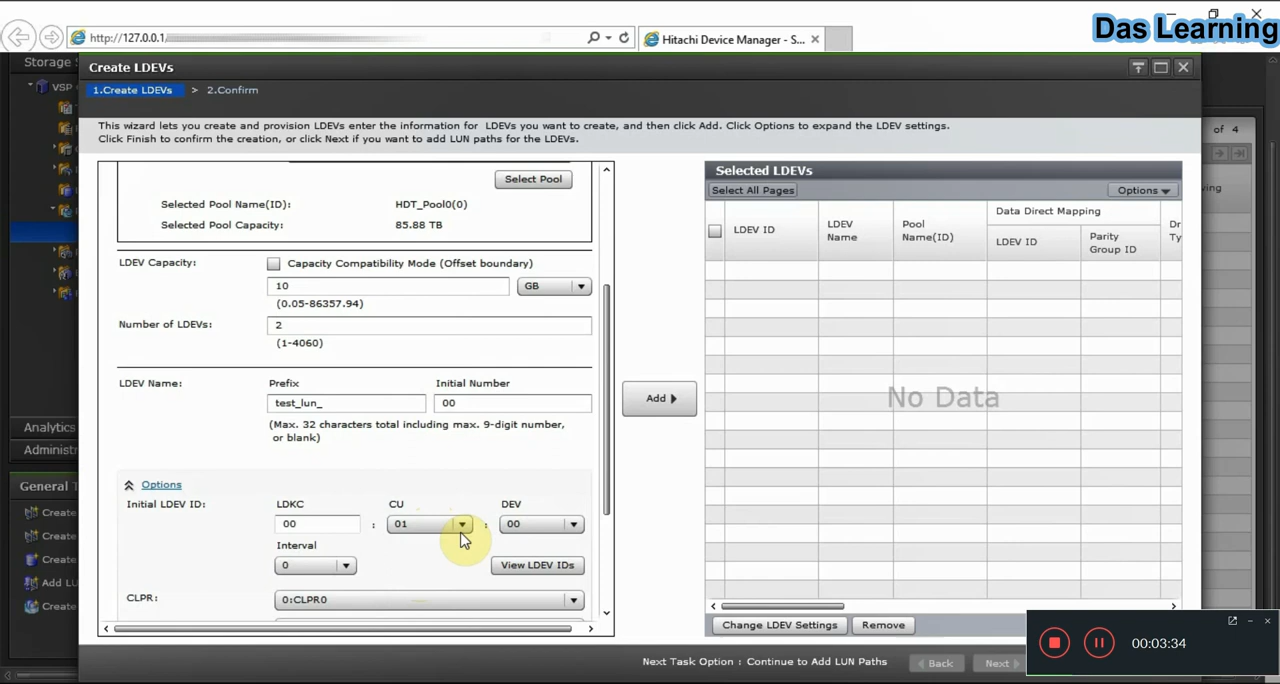 Das Learning
http://127.0.0.1/
Hitachi Device Manager - S...
Storage S
Create LDEVs
VSP
1.Create LDEVs > 2.Confirm
This wizard lets you create and provision LDEVs enter the information for LDEVs you want to create, and then click Add. Click Options to expand the LDEV settings.
Click Finish to confirm the creation, or click Next if you want to add LUN paths for the LDEVs.
of 4
Select Pool
Selected Pool Name(ID): HDT_Pool0(0)
Selected Pool Capacity: 85.88 TB
LDEV Capacity: Capacity Compatibility Mode (Offset boundary)
10 GB
(0.05-86357.94)
Number of LDEVs: 2
(1-4060)
LDEV Name: Prefix Initial Number
test_lun_ 00
(Max. 32 characters total including max. 9-digit number,
or blank)
Options
Initial LDEV ID: LDKC CU DEV
00 : 01 : 00
Interval
0 View LDEV IDs
CLPR: 0:CLPR0
Add
Selected LDEVs
Select All Pages Options
LDEV ID
LDEV
Name
Pool
Name(ID)
Data Direct Mapping
LDEV ID
Parity
Group ID
Dr
Ty
ving
No Data
Change LDEV Settings Remove
Analytics
Administr
General T
Create
Create
Create
Add LU
Create
Next Task Option : Continue to Add LUN Paths Back Next
00:03:34